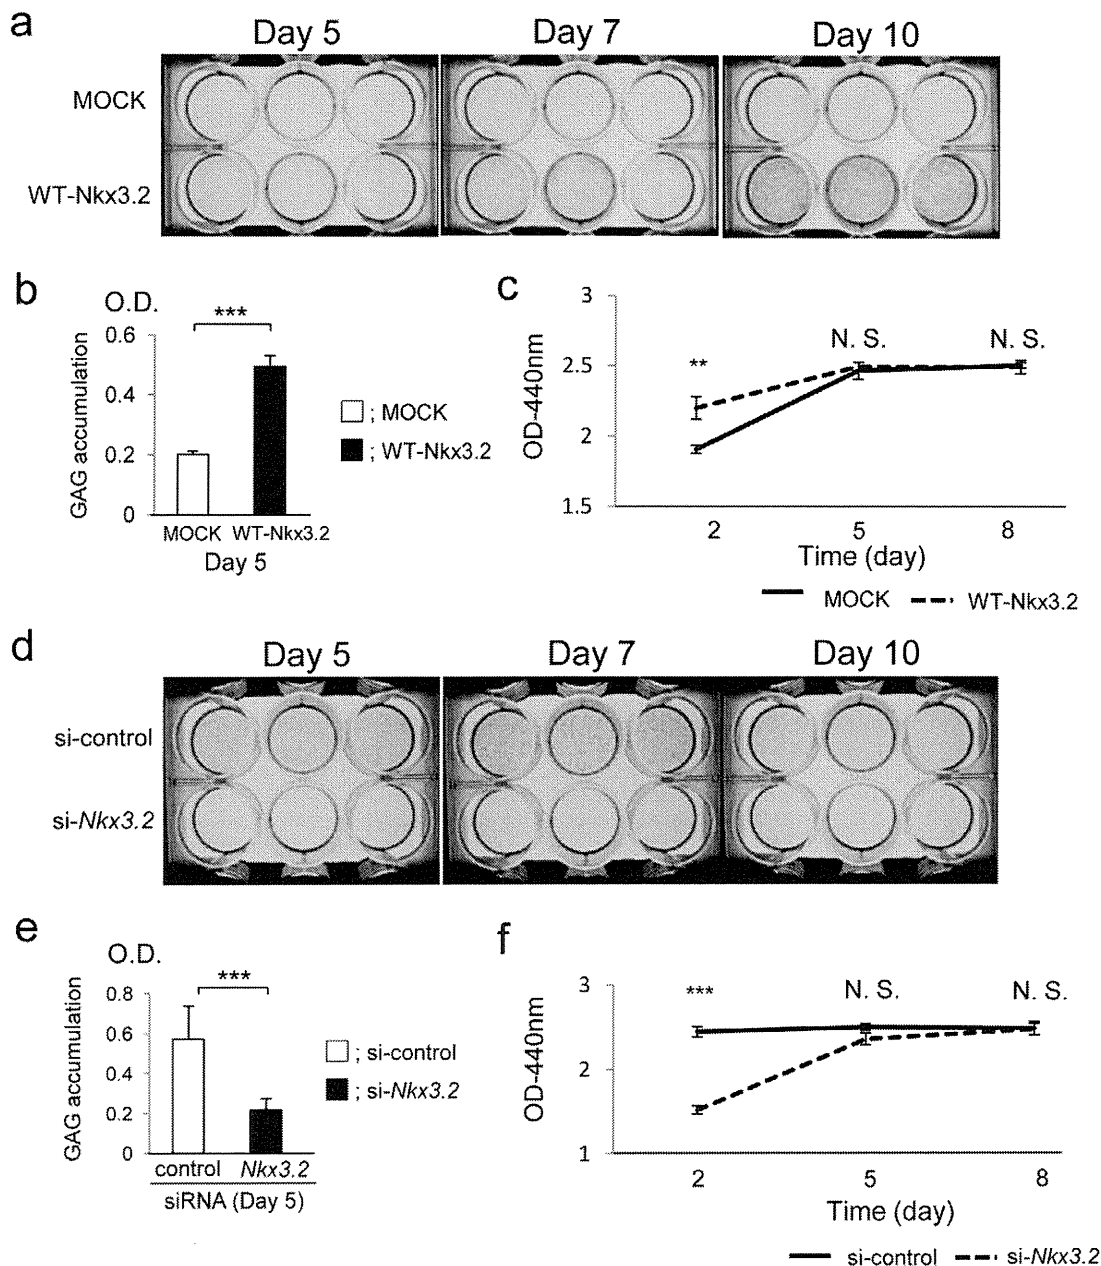 a
Day 5 Day 7 Day 10
MOCK
WT-Nkx3.2
b
O.D.
***
GAG accumulation
0.6
0.4
0.2
0
MOCK WT-Nkx3.2
Day 5
; MOCK
; WT-Nkx3.2
c
OD-440nm
3
2.5
2
1.5
** N. S. N. S.
2 5 8
Time (day)
MOCK WT-Nkx3.2
d
Day 5 Day 7 Day 10
si-control
si-Nkx3.2
e
O.D.
***
GAG accumulation
0.8
0.6
0.4
0.2
0
control Nkx3.2
siRNA (Day 5)
; si-control
; si-Nkx3.2
f
OD-440nm
3
2
1
*** N. S. N. S.
2 5 8
Time (day)
si-control si-Nkx3.2